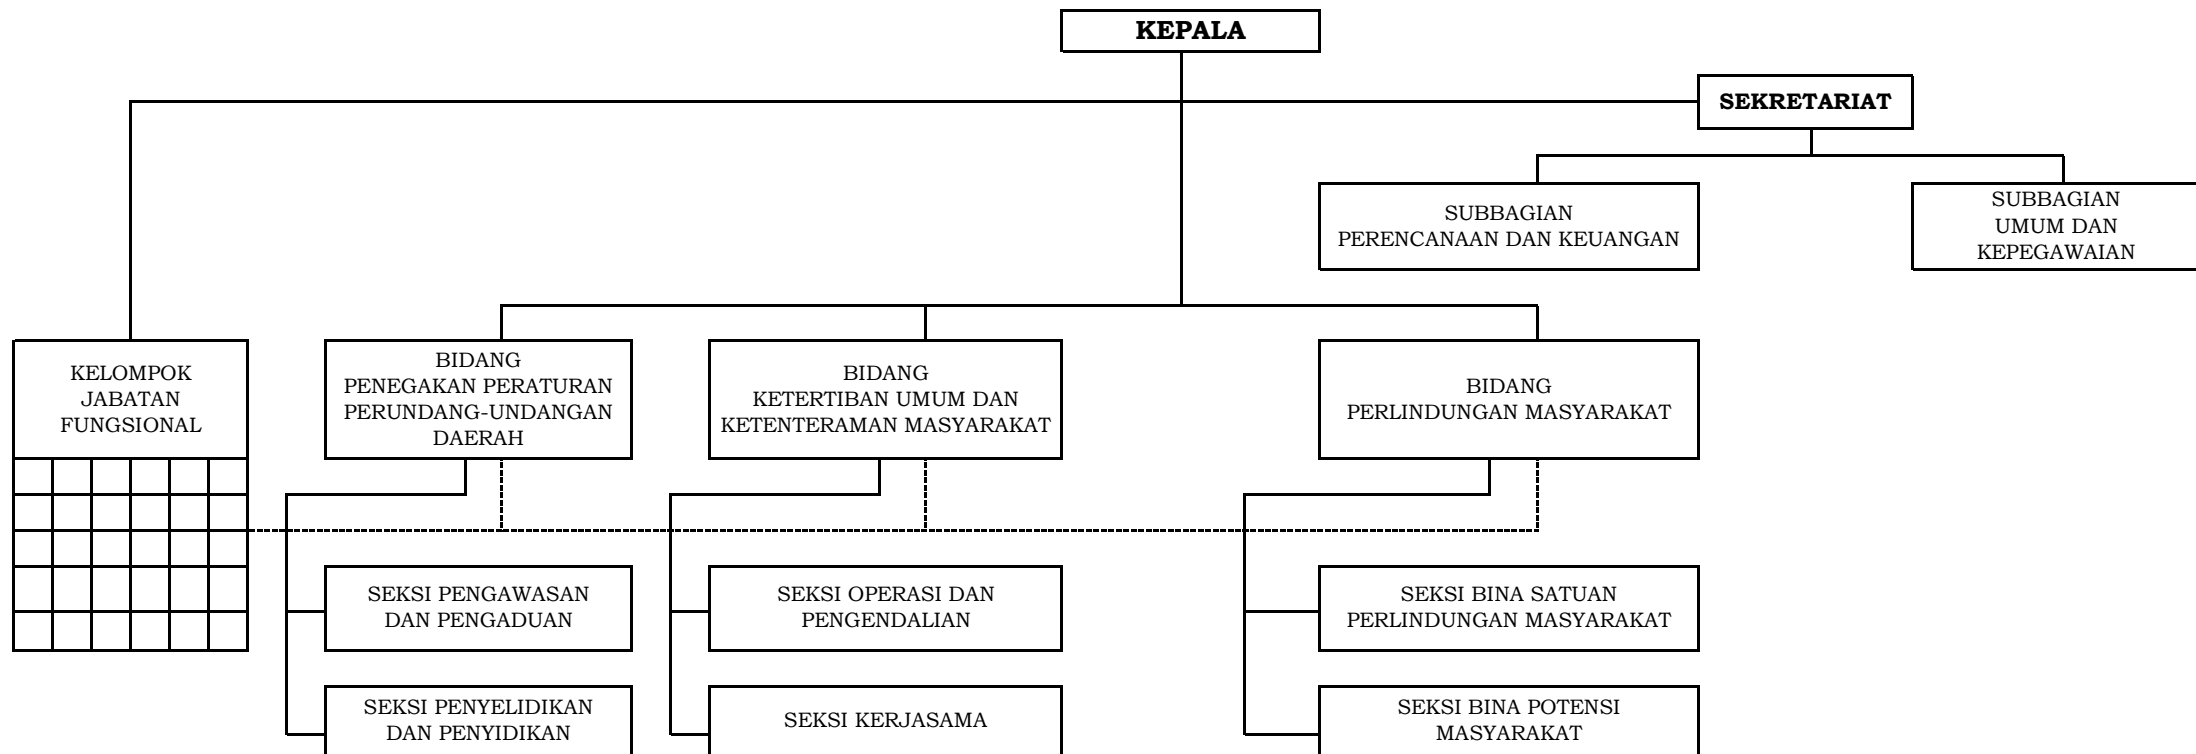 KEPALA
SEKRETARIAT
SUBBAGIAN
PERENCANAAN DAN KEUANGAN
SUBBAGIAN
UMUM DAN
KEPEGAWAIAN
KELOMPOK
JABATAN
FUNGSIONAL
BIDANG
PENEGAKAN PERATURAN
PERUNDANG-UNDANGAN
DAERAH
BIDANG
KETERTIBAN UMUM DAN
KETENTERAMAN MASYARAKAT
BIDANG
PERLINDUNGAN MASYARAKAT
SEKSI PENGAWASAN
DAN PENGADUAN
SEKSI OPERASI DAN
PENGENDALIAN
SEKSI BINA SATUAN
PERLINDUNGAN MASYARAKAT
SEKSI PENYELIDIKAN
DAN PENYIDIKAN
SEKSI KERJASAMA
SEKSI BINA POTENSI
MASYARAKAT